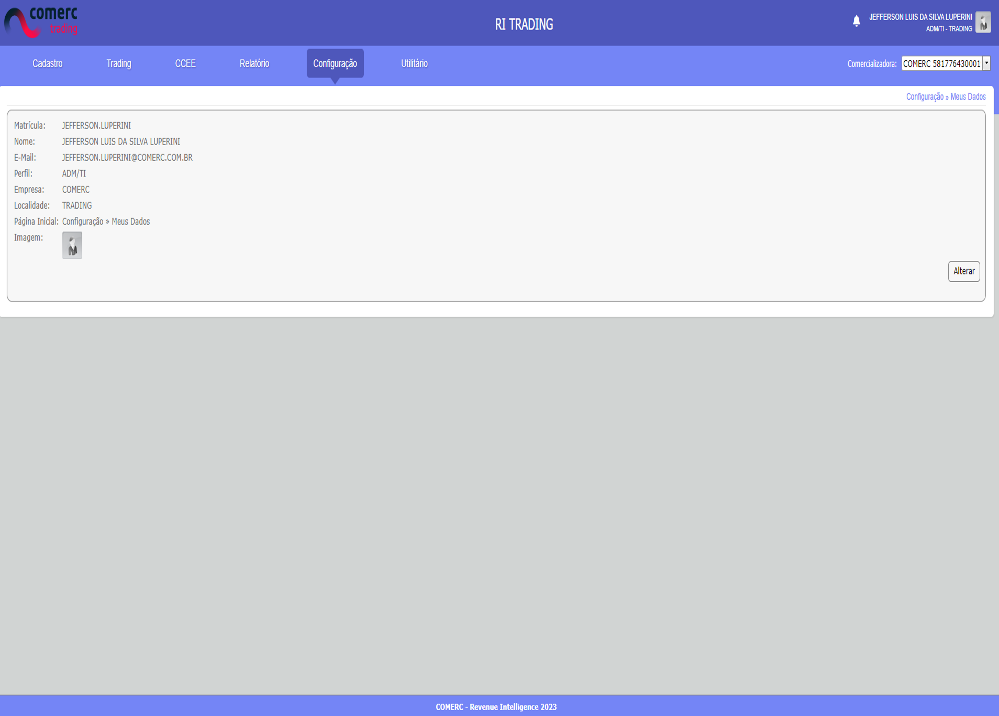 comerc
trading
RI TRADING
JEFFERSON LUIS DA SILVA LUPERINI
ADM/TI - TRADING
Cadastro Trading CCEE Relatório Configuração Utilitário Comercializadora: COMERC 581776430001
Configuração » Meus Dados
Matrícula: JEFFERSON.LUPERINI
Nome: JEFFERSON LUIS DA SILVA LUPERINI
E-Mail: JEFFERSON.LUPERINI@COMERC.COM.BR
Perfil: ADM/TI
Empresa: COMERC
Localidade: TRADING
Página Inicial: Configuração » Meus Dados
Imagem:
Alterar
COMERC - Revenue Intelligence 2023